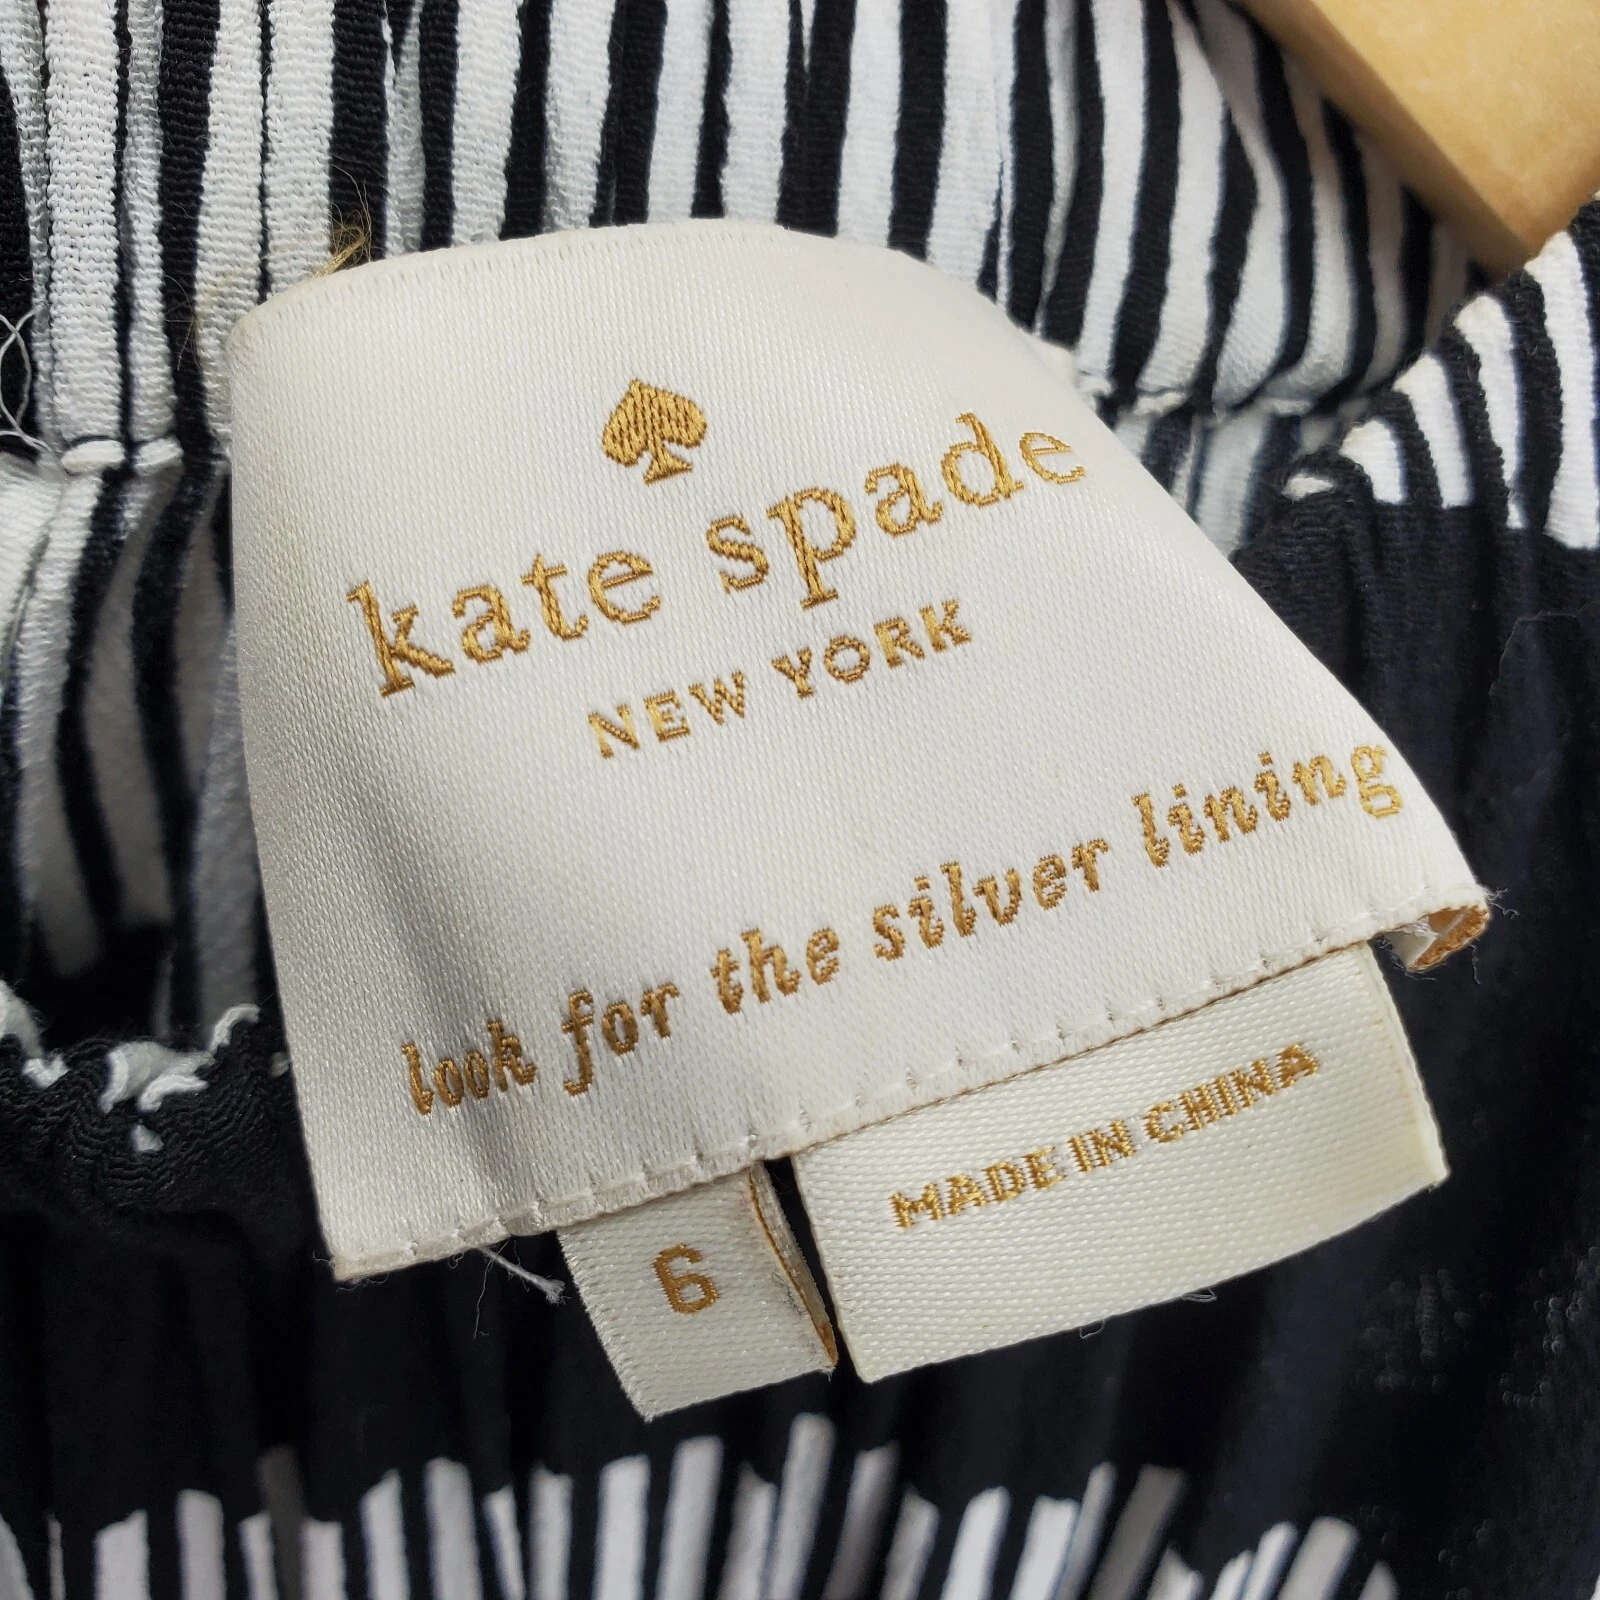 kate spade
NEW YORK
look for the silver lining
6
MADE IN CHINA